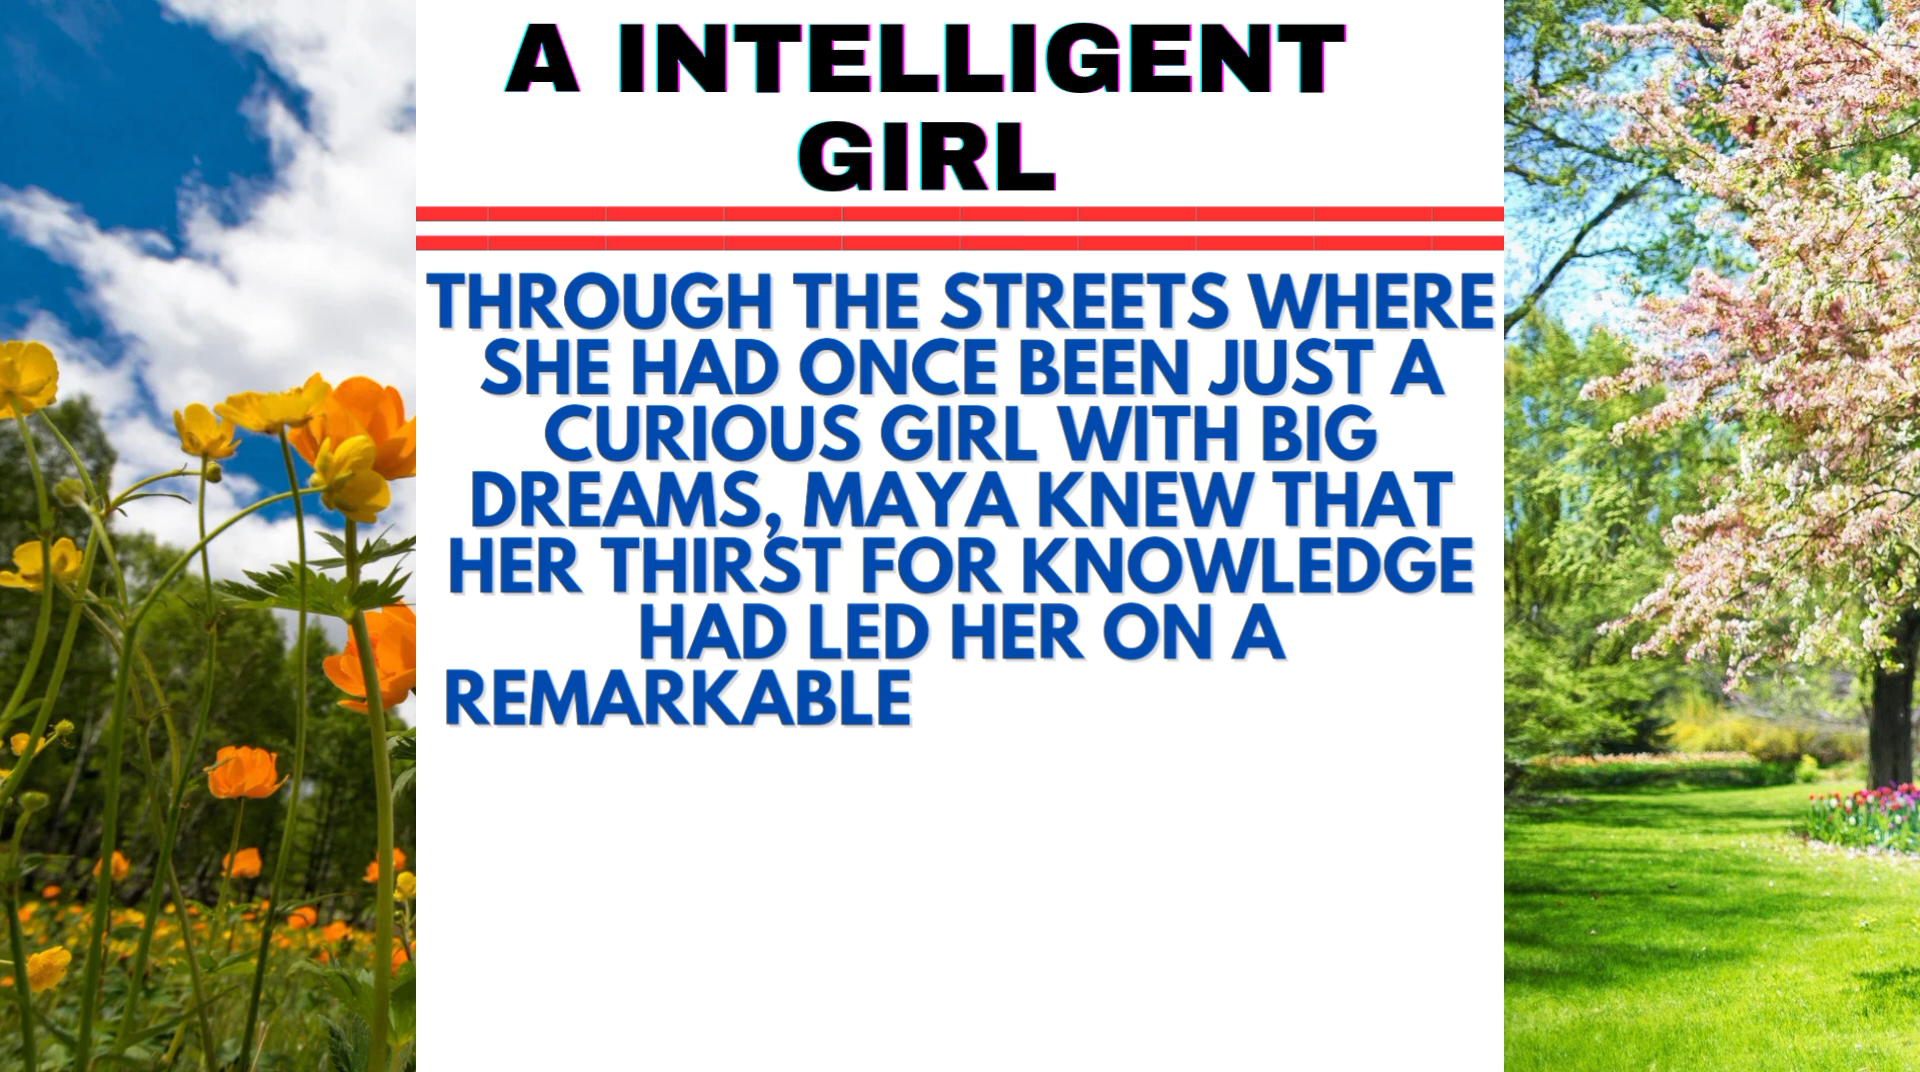 A INTELLIGENT
GIRL
THROUGH THE STREETS WHERE
SHE HAD ONCE BEEN JUST A
CURIOUS GIRL WITH BIG
DREAMS, MAYA KNEW THAT
HER THIRST FOR KNOWLEDGE
HAD LED HER ON A
REMARKABLE